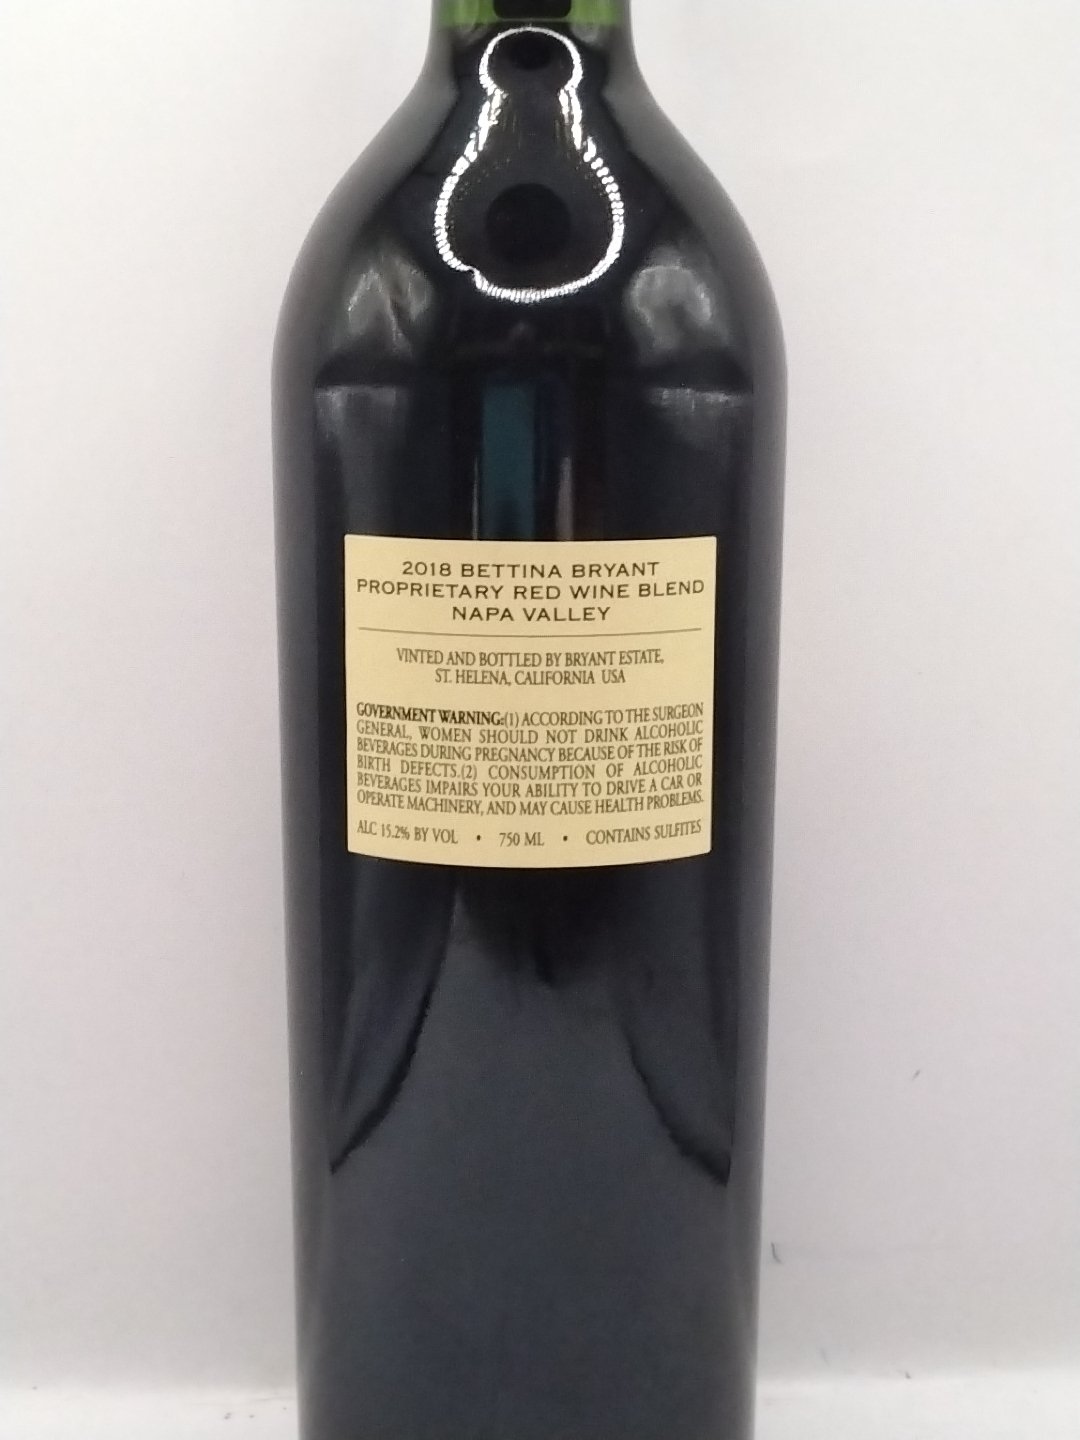 2018 BETTINA BRYANT
PROPRIETARY RED WINE BLEND
NAPA VALLEY
VINTED AND BOTTLED BY BRYANT ESTATE,
ST. HELENA, CALIFORNIA USA
GOVERNMENT WARNING:(1) ACCORDING TO THE SURGEON
GENERAL, WOMEN SHOULD NOT DRINK ALCOHOLIC
BEVERAGES DURING PREGNANCY BECAUSE OF THE RISK OF
BIRTH DEFECTS.(2) CONSUMPTION OF ALCOHOLIC
BEVERAGES IMPAIRS YOUR ABILITY TO DRIVE A CAR OR
OPERATE MACHINERY, AND MAY CAUSE HEALTH PROBLEMS.
ALC 15.2% BY VOL • 750 ML • CONTAINS SULFITES